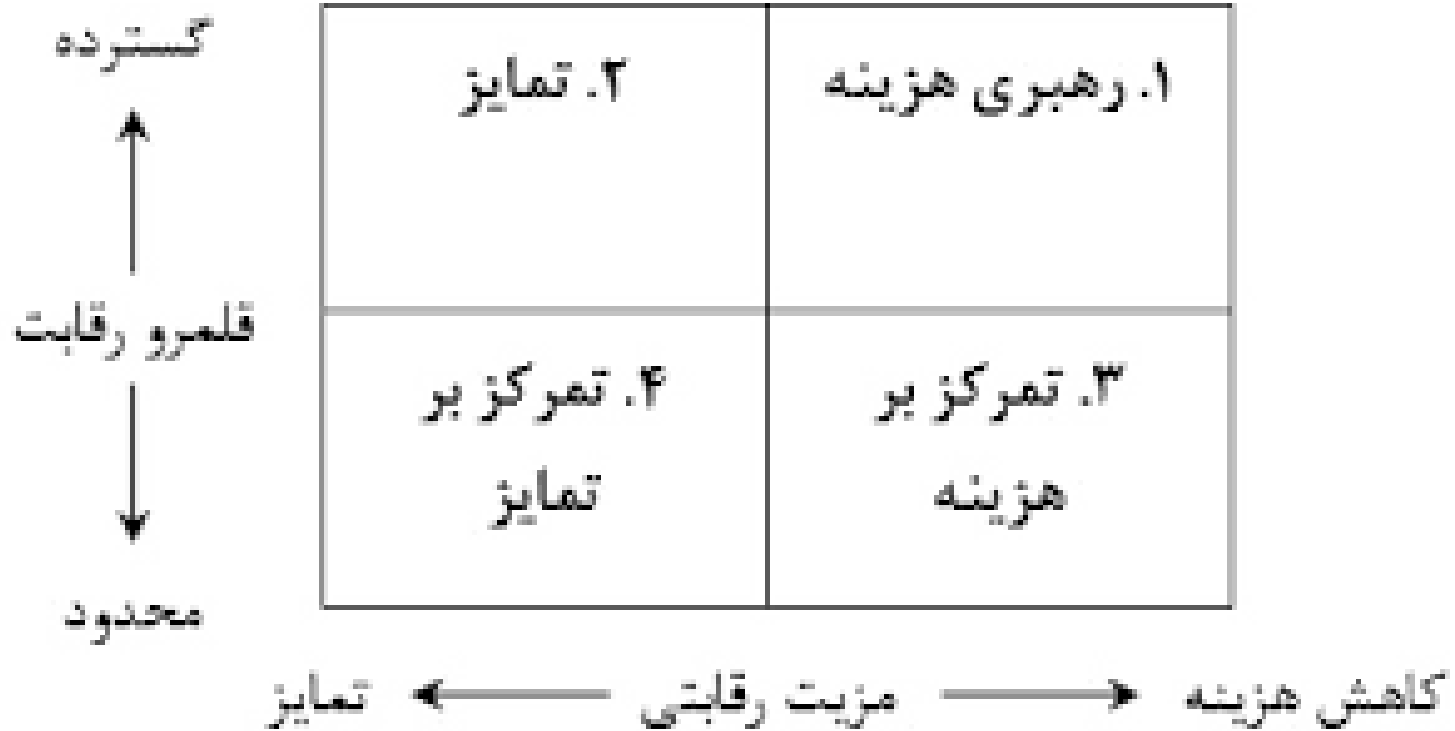 گسترده
۱. رهبری هزینه
۲. تمایز
قلمرو رقابت
۳. تمرکز بر
هزینه
۴. تمرکز بر
تمایز
محدود
کاهش هزینه
مزیت رقابتی
تمایز